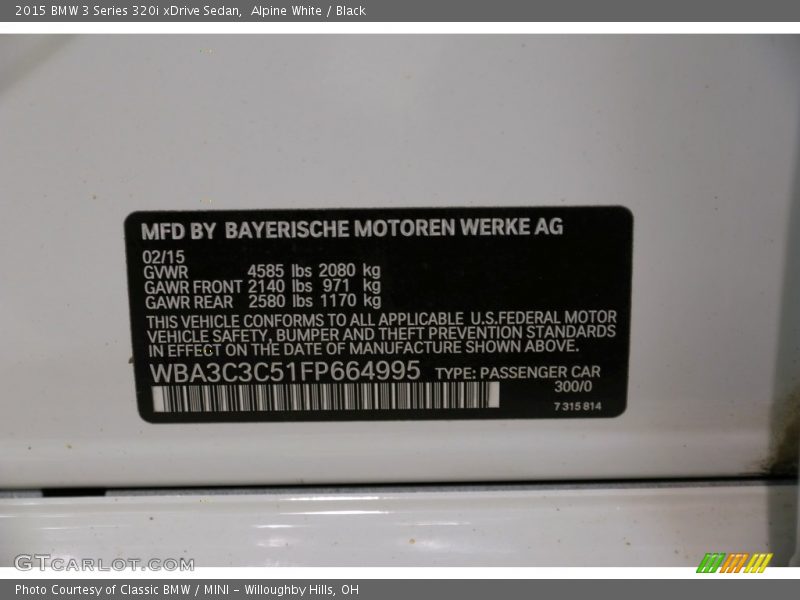 2015 BMW 3 Series 320i xDrive Sedan,  Alpine White / Black
MFD BY BAYERISCHE MOTOREN WERKE AG
02/15
GVWR 4585 lbs 2080 kg
GAWR FRONT 2140 lbs 971 kg
GAWR REAR 2580 lbs 1170 kg
THIS VEHICLE CONFORMS TO ALL APPLICABLE U.S.FEDERAL MOTOR
VEHICLE SAFETY, BUMPER AND THEFT PREVENTION STANDARDS
IN EFFECT ON THE DATE OF MANUFACTURE SHOWN ABOVE.
WBA3C3C51FP664995 TYPE: PASSENGER CAR
300/0
7 315 814
GTCARLOT.COM
Photo Courtesy of Classic BMW / MINI - Willoughby Hills, OH